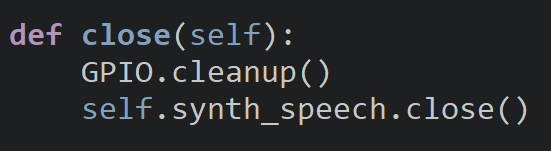 def close(self):
    GPIO.cleanup()
    self.synth_speech.close()